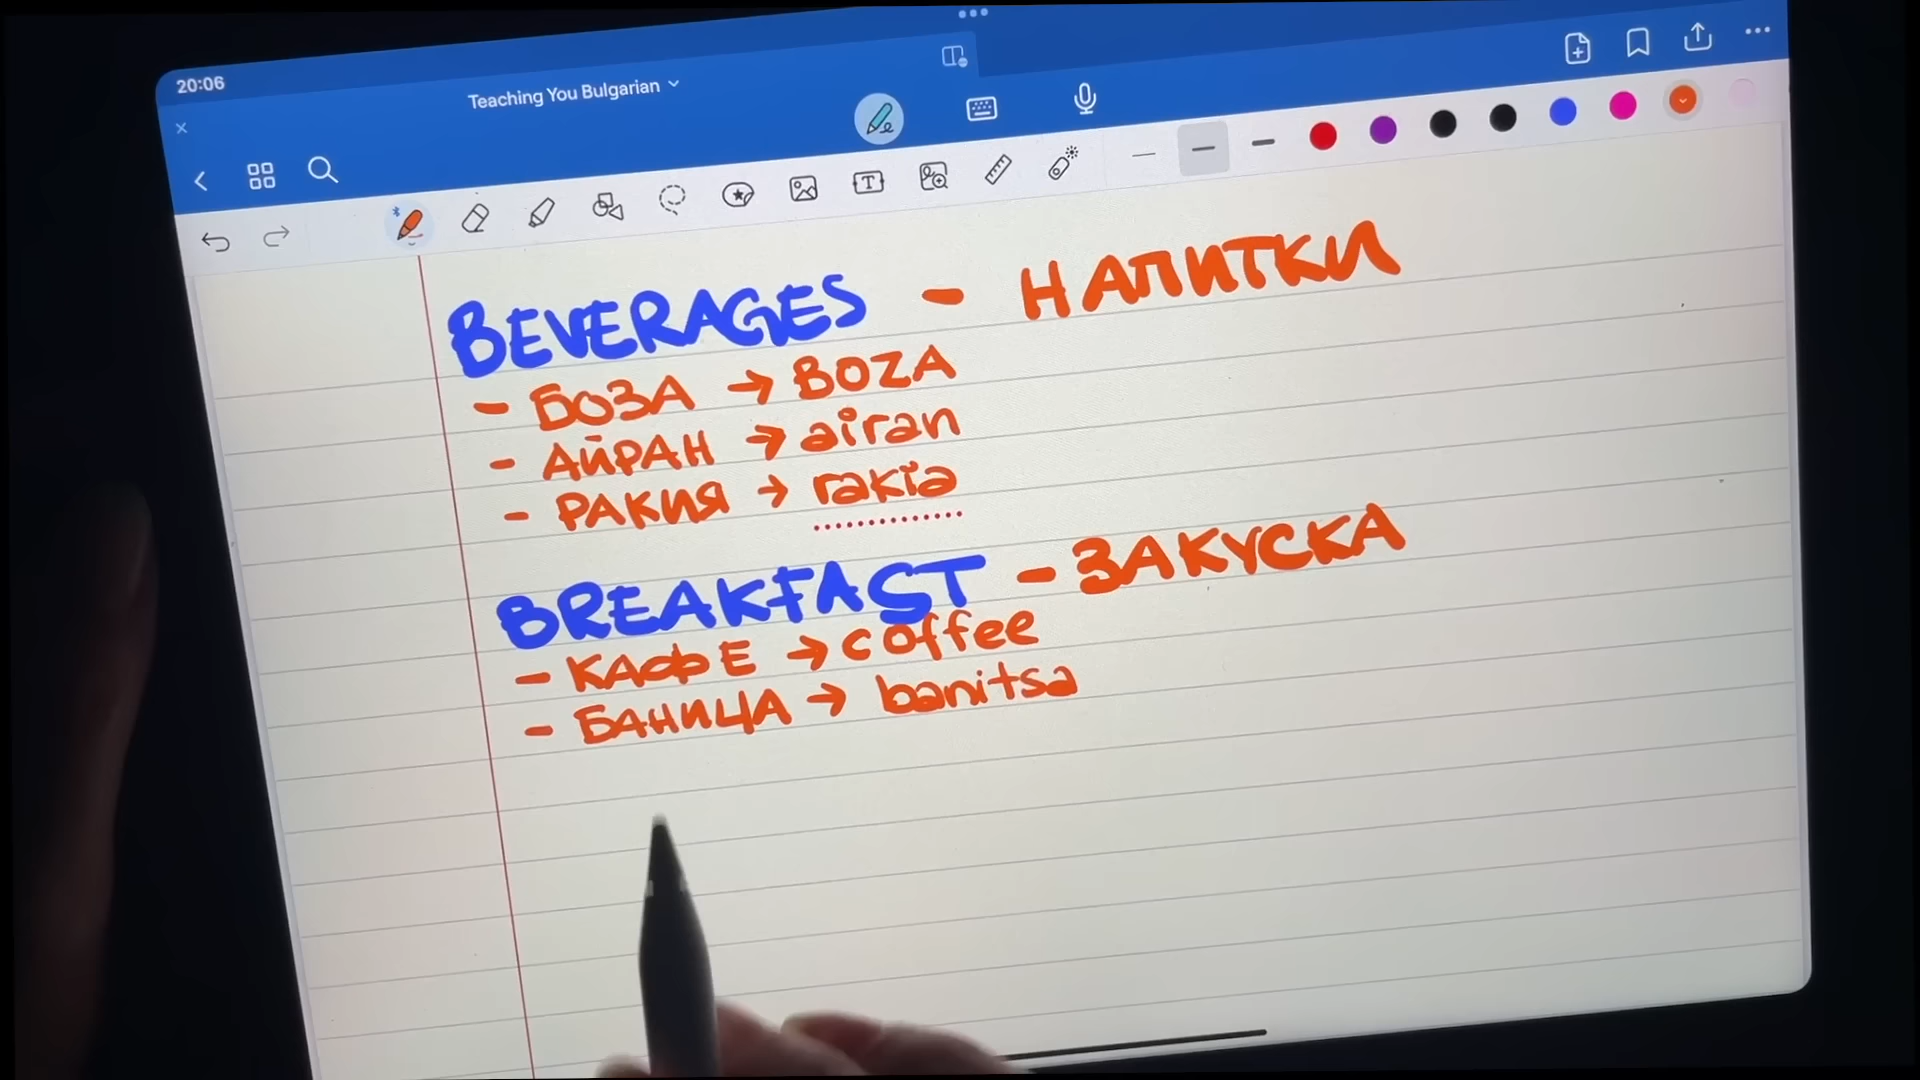 20:06
Teaching You Bulgarian
BEVERAGES - НАПИТКИ
- БОЗА → BOZA
- АЙРАН → airan
- РАКИЯ → rakia
BREAKFAST - ЗАКУСКА
- КАФЕ → coffee
- БАНИЦА → banitsa